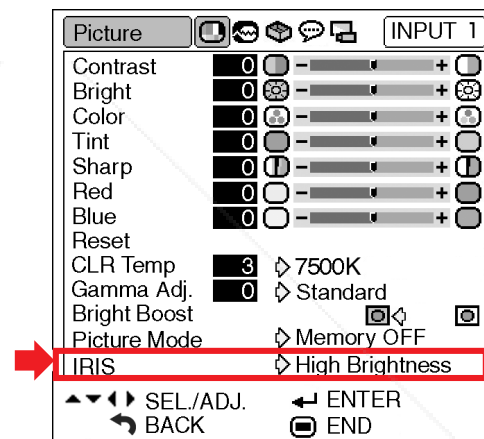 Picture INPUT 1
Contrast 0 - +
Bright 0 - +
Color 0 - +
Tint 0 - +
Sharp 0 - +
Red 0 - +
Blue 0 - +
Reset
CLR Temp 3 7500K
Gamma Adj. 0 Standard
Bright Boost
Picture Mode Memory OFF
IRIS High Brightness
SEL./ADJ. ENTER
BACK END